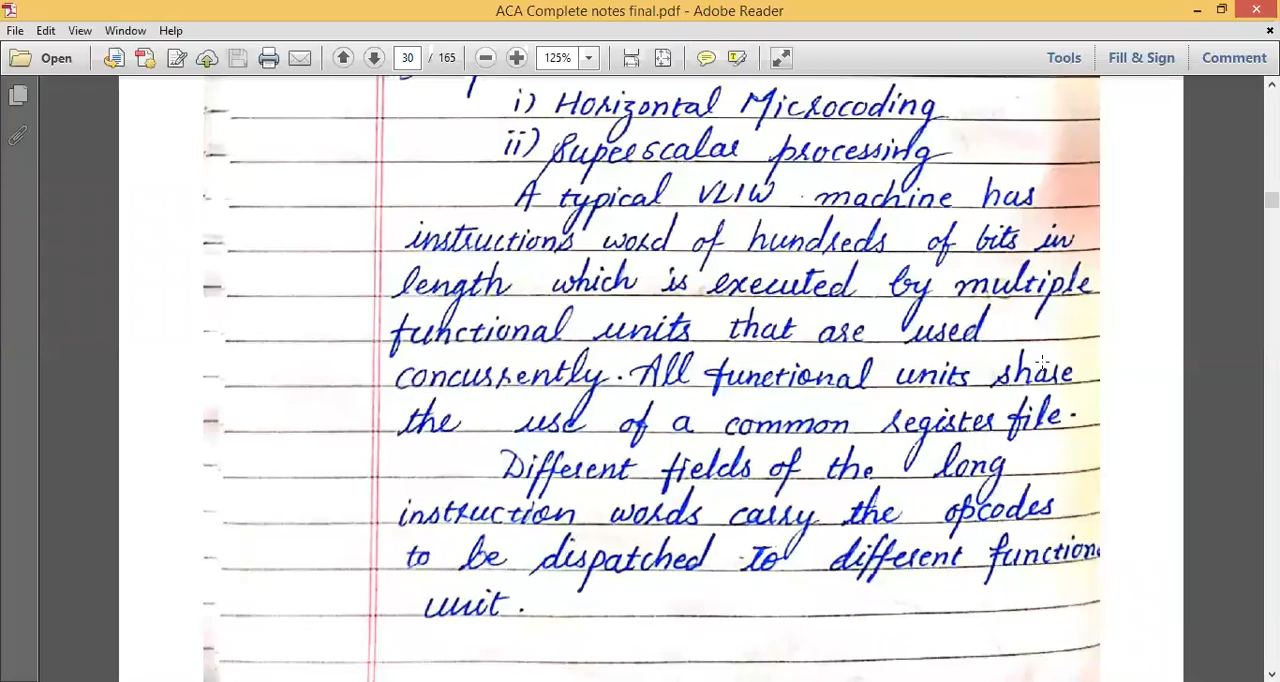 ACA Complete notes final.pdf - Adobe Reader
File Edit View Window Help
Open 30 / 165 125% Tools Fill & Sign Comment
i) Horizontal Microcoding
ii) Superscalar processing
A typical VLIW machine has
instructions word of hundreds of bits in
length which is executed by multiple
functional units that are used
concurrently. All functional units share
the use of a common register file.
Different fields of the long
instruction words carry the opcodes
to be dispatched to different function
unit.